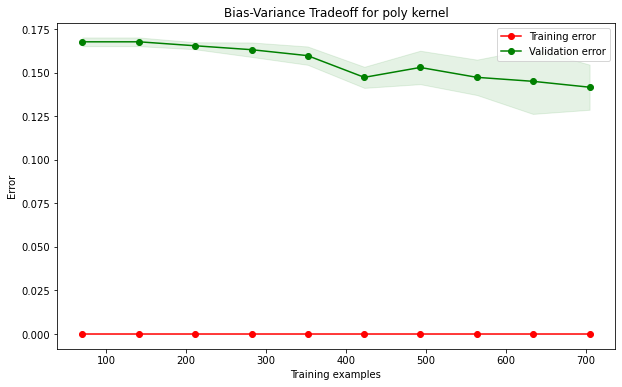 Bias-Variance Tradeoff for poly kernel
Training error
Validation error
0.175
0.150
0.125
0.100
0.075
0.050
0.025
0.000
Error
100 200 300 400 500 600 700
Training examples